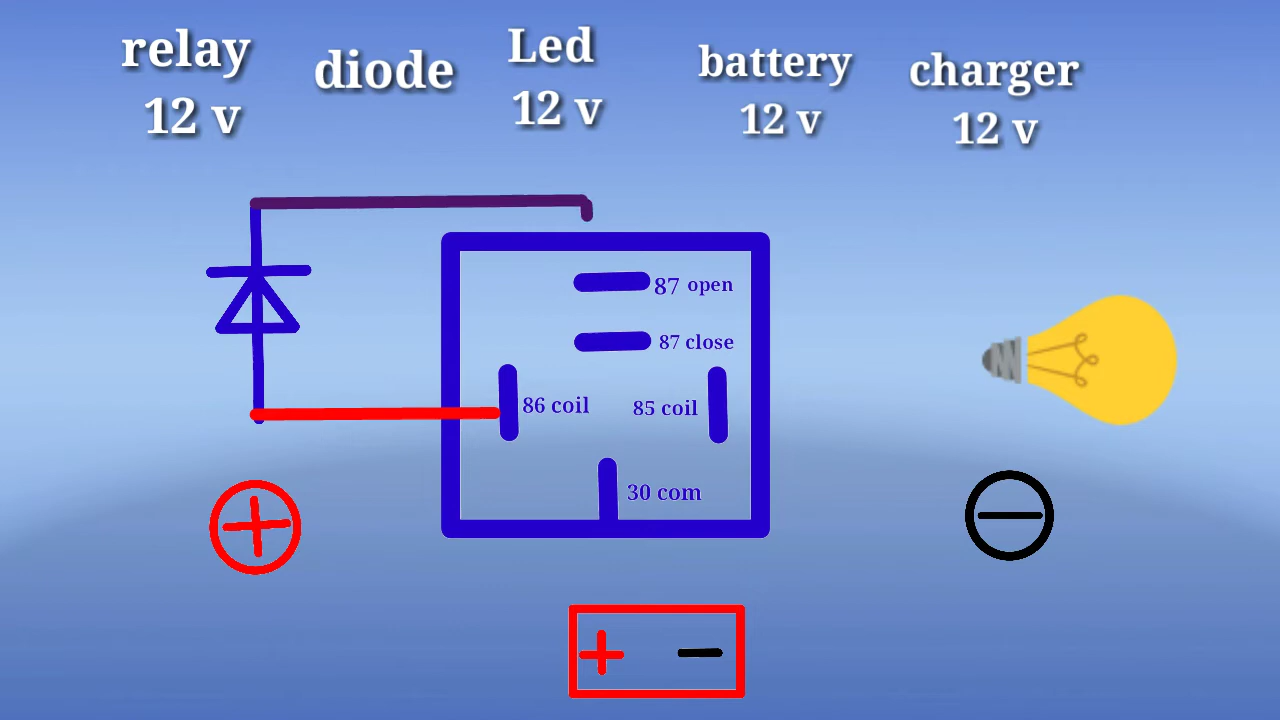 relay
12 v
diode
Led
12 v
battery
12 v
charger
12 v
87 open
87 close
86 coil
85 coil
30 com
+ -